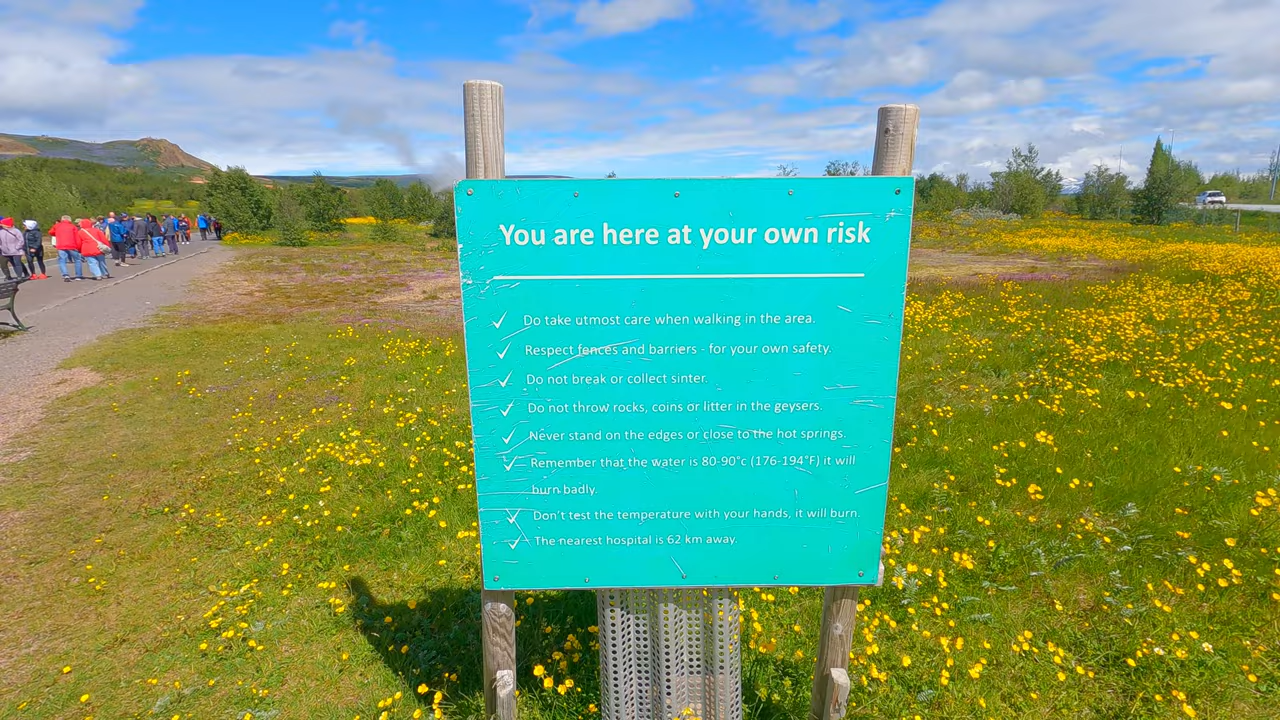 You are here at your own risk
✓ Do take utmost care when walking in the area.
✓ Respect fences and barriers - for your own safety.
✓ Do not break or collect sinter.
✓ Do not throw rocks, coins or litter in the geysers.
✓ Never stand on the edges or close to the hot springs.
✓ Remember that the water is 80-90°c (176-194°F) it will
burn badly.
✓ Don't test the temperature with your hands, it will burn.
✓ The nearest hospital is 62 km away.